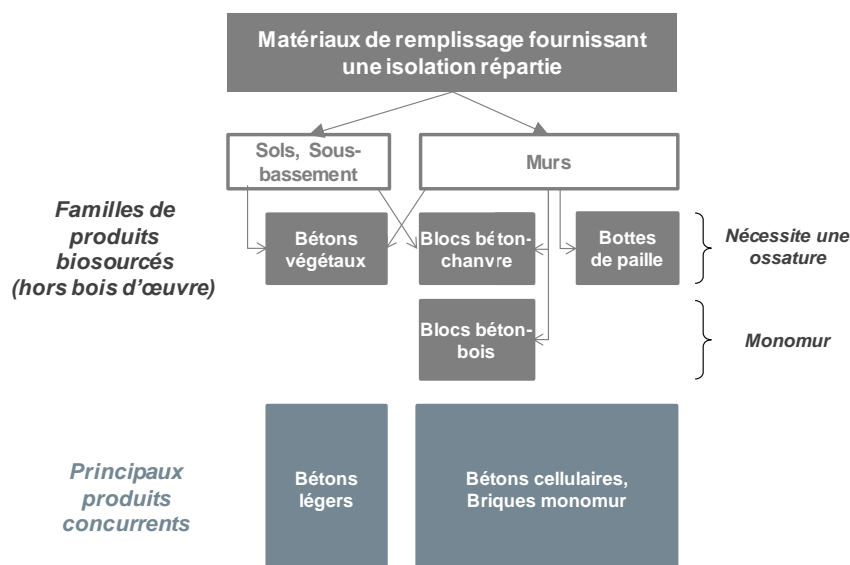 Matériaux de remplissage fournissant
une isolation répartie
Sols, Sous-
bassement
Murs
Familles de
produits
biosourcés
(hors bois d'œuvre)
Bétons
végétaux
Blocs béton-
chanvre
Bottes
de paille
Nécessite une
ossature
Blocs béton-
bois
Monomur
Principaux
produits
concurrents
Bétons
légers
Bétons cellulaires,
Briques monomur